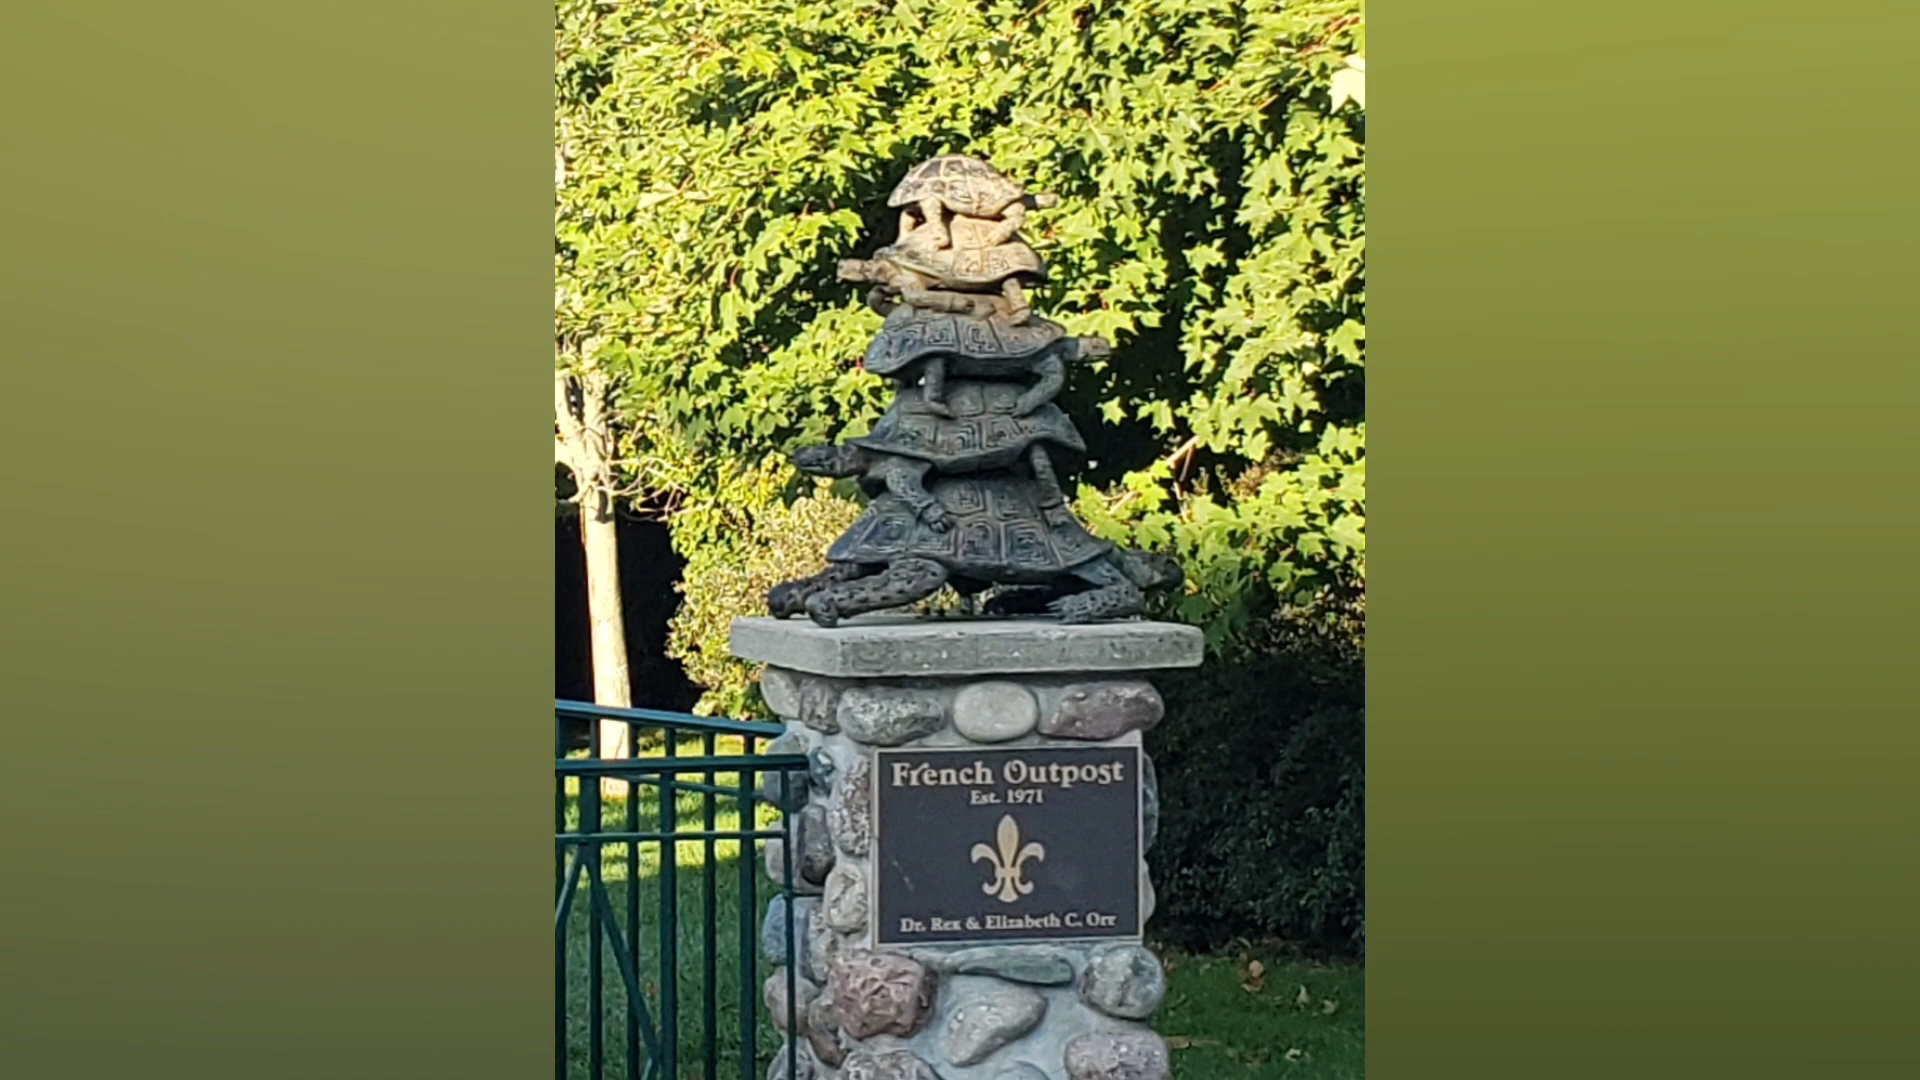 French Outpost
Est. 1971
Dr. Rex & Elizabeth C. Orr